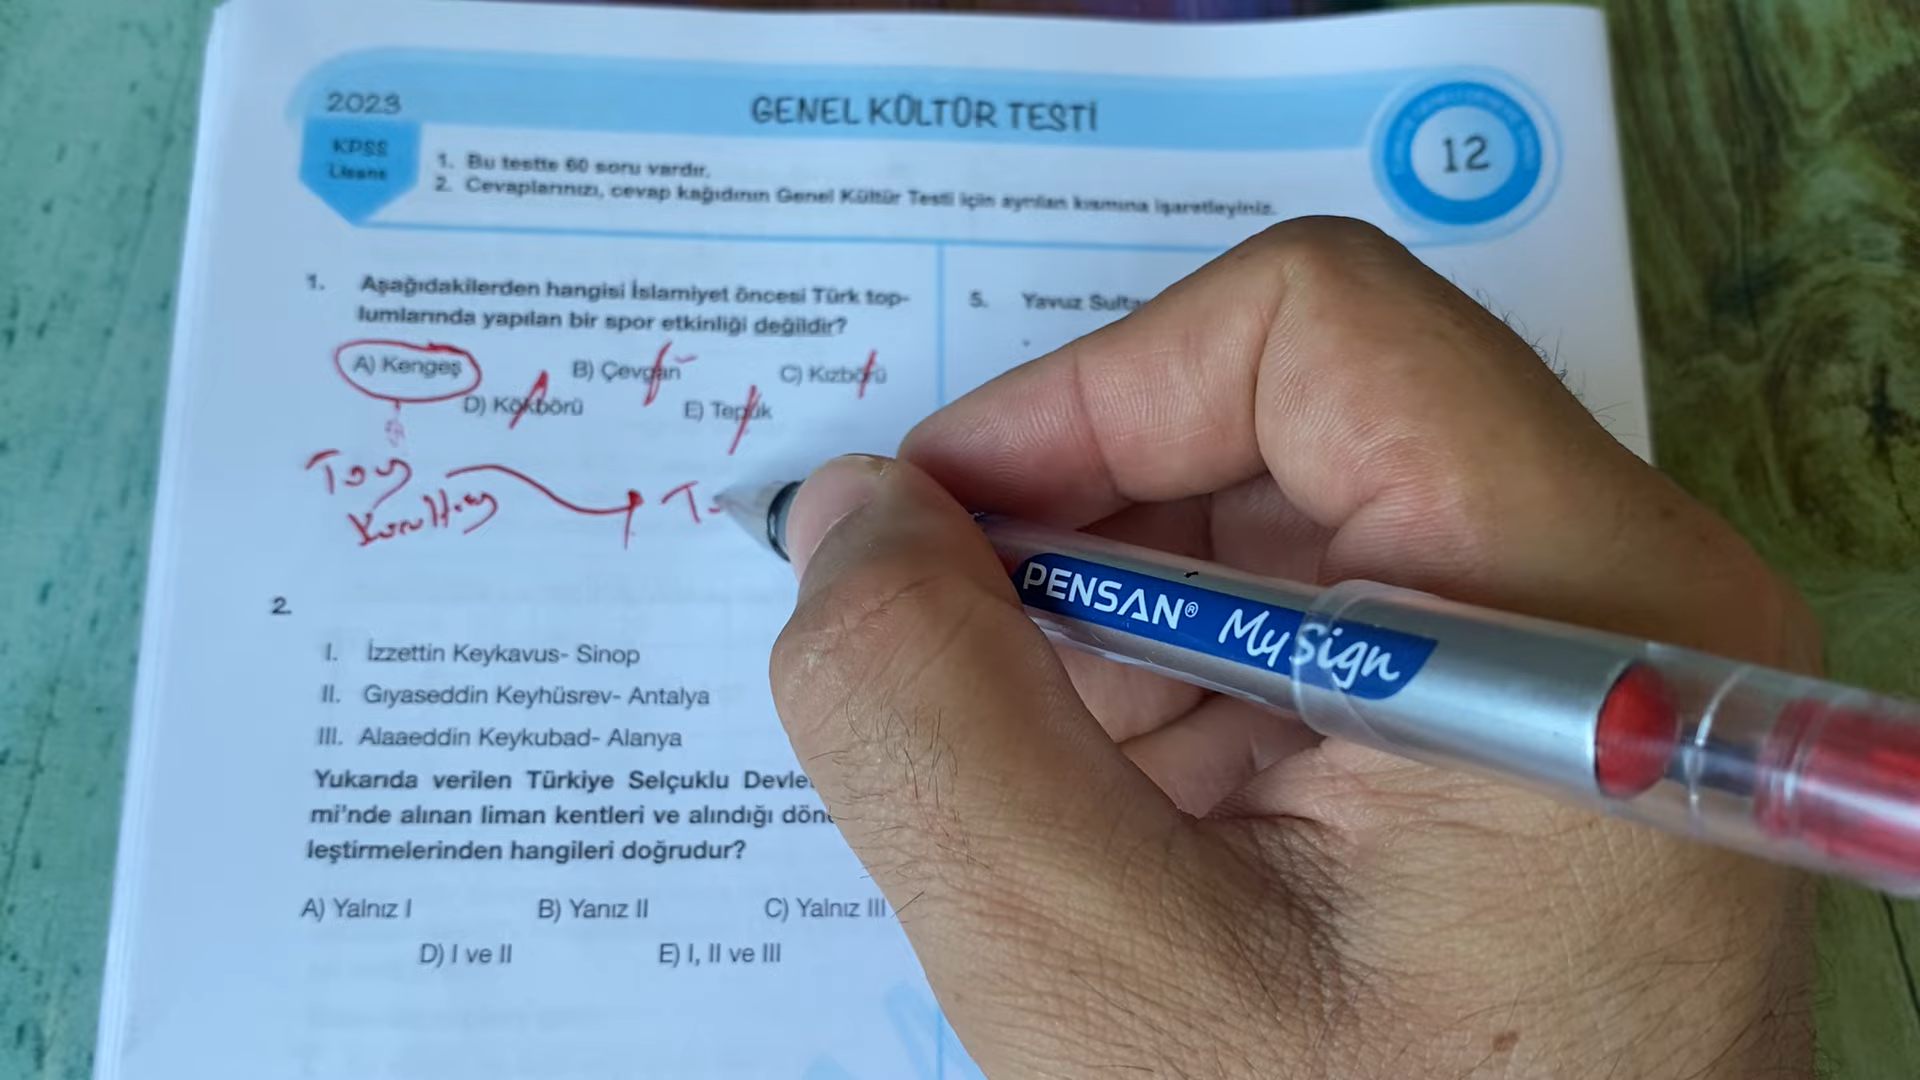 2023
GENEL KÜLTÜR TESTİ
KPSS
Lisans
12
1. Bu testte 60 soru vardır.
2. Cevaplarınızı, cevap kağıdının Genel Kültür Testi için ayrılan kısmına işaretleyiniz.
1. Aşağıdakilerden hangisi İslamiyet öncesi Türk top-
lumlarında yapılan bir spor etkinliği değildir?
A) Kengeş B) Çevgan C) Kızbörü
D) Kökbörü E) Tepük
Toy
Kurultay
T
2.
I. İzzettin Keykavus- Sinop
II. Gıyaseddin Keyhüsrev- Antalya
III. Alaaeddin Keykubad- Alanya
Yukarıda verilen Türkiye Selçuklu Devle
mi'nde alınan liman kentleri ve alındığı dön
leştirmelerinden hangileri doğrudur?
A) Yalnız I B) Yanız II C) Yalnız III
D) I ve II E) I, II ve III
5. Yavuz Sulta
PENSAN® My Sign